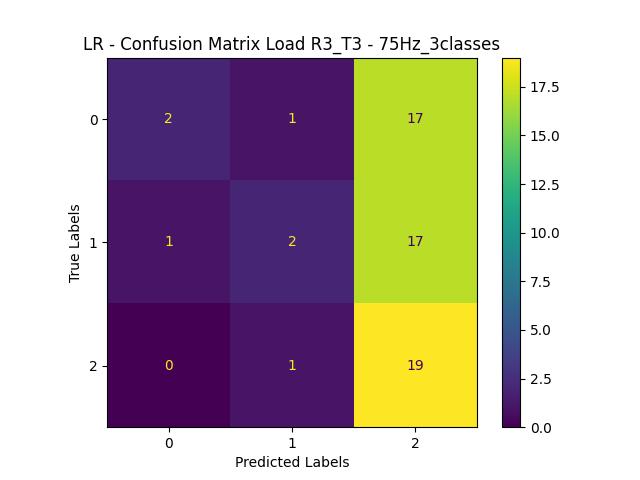 LR - Confusion Matrix Load R3_T3 - 75Hz_3classes
True Labels
0 2 1 17
1 1 2 17
2 0 1 19
0 1 2
Predicted Labels
17.5
15.0
12.5
10.0
7.5
5.0
2.5
0.0